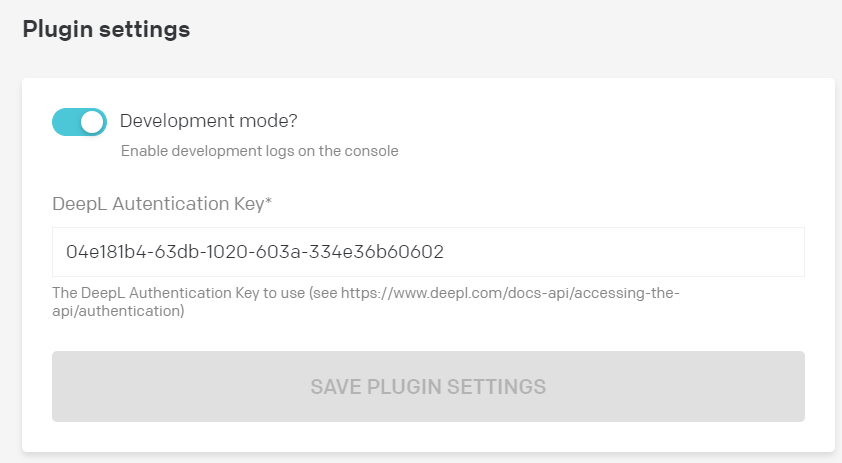 Plugin settings
Development mode?
Enable development logs on the console
DeepL Autentication Key*
04e181b4-63db-1020-603a-334e36b60602
The DeepL Authentication Key to use (see https://www.deepl.com/docs-api/accessing-the-
api/authentication)
SAVE PLUGIN SETTINGS